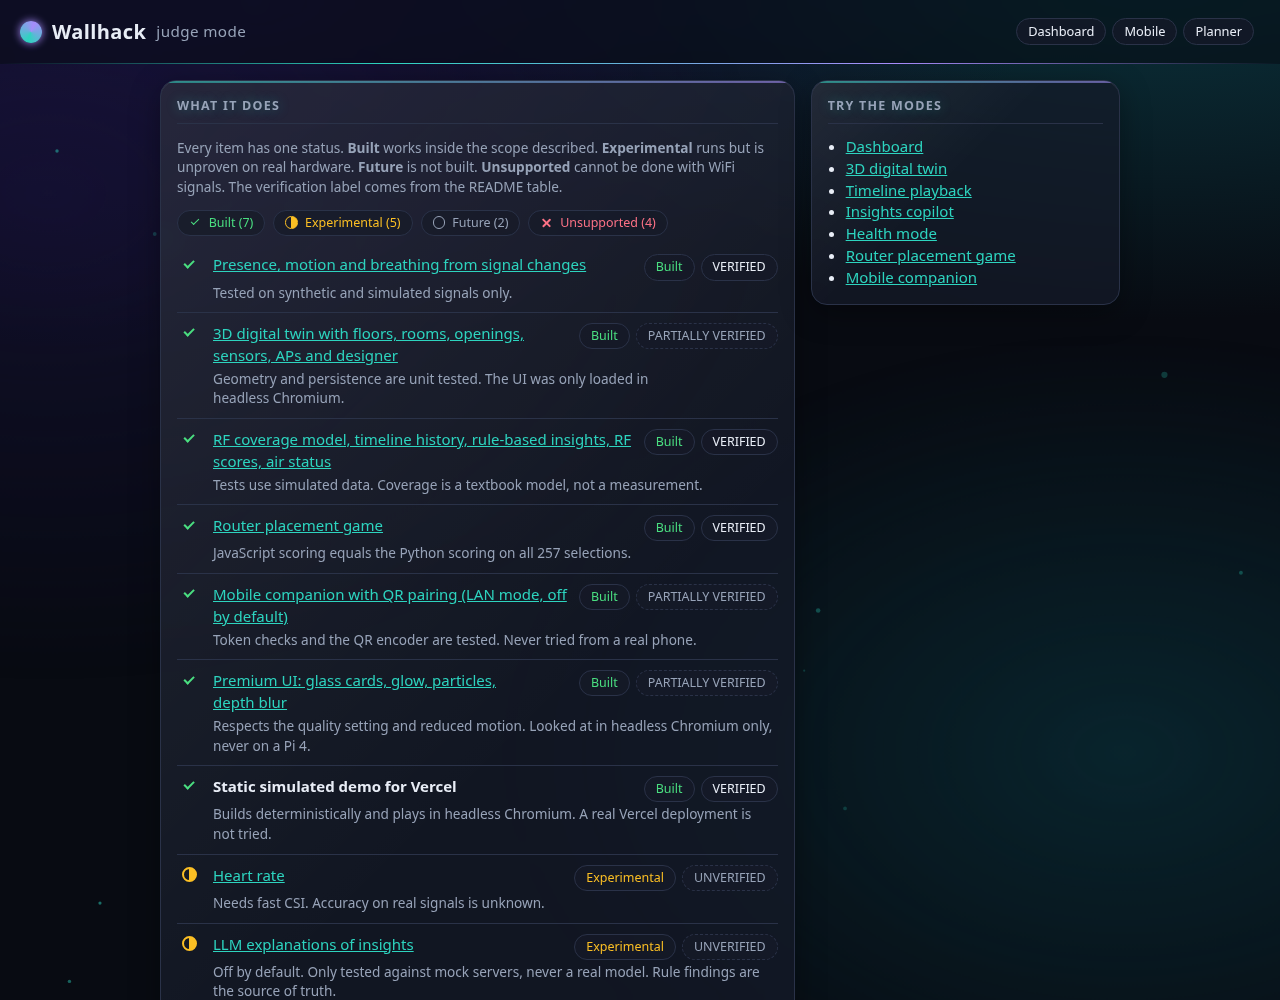 Wallhack judge mode
Dashboard Mobile Planner
WHAT IT DOES
Every item has one status. Built works inside the scope described. Experimental runs but is
unproven on real hardware. Future is not built. Unsupported cannot be done with WiFi
signals. The verification label comes from the README table.
Built (7) Experimental (5) Future (2) Unsupported (4)
Presence, motion and breathing from signal changes Built VERIFIED
Tested on synthetic and simulated signals only.
3D digital twin with floors, rooms, openings, Built PARTIALLY VERIFIED
sensors, APs and designer
Geometry and persistence are unit tested. The UI was only loaded in
headless Chromium.
RF coverage model, timeline history, rule-based insights, RF Built VERIFIED
scores, air status
Tests use simulated data. Coverage is a textbook model, not a measurement.
Router placement game Built VERIFIED
JavaScript scoring equals the Python scoring on all 257 selections.
Mobile companion with QR pairing (LAN mode, off Built PARTIALLY VERIFIED
by default)
Token checks and the QR encoder are tested. Never tried from a real phone.
Premium UI: glass cards, glow, particles, Built PARTIALLY VERIFIED
depth blur
Respects the quality setting and reduced motion. Looked at in headless Chromium only,
never on a Pi 4.
Static simulated demo for Vercel Built VERIFIED
Builds deterministically and plays in headless Chromium. A real Vercel deployment is
not tried.
Heart rate Experimental UNVERIFIED
Needs fast CSI. Accuracy on real signals is unknown.
LLM explanations of insights Experimental UNVERIFIED
Off by default. Only tested against mock servers, never a real model. Rule findings are
the source of truth.
TRY THE MODES
Dashboard
3D digital twin
Timeline playback
Insights copilot
Health mode
Router placement game
Mobile companion